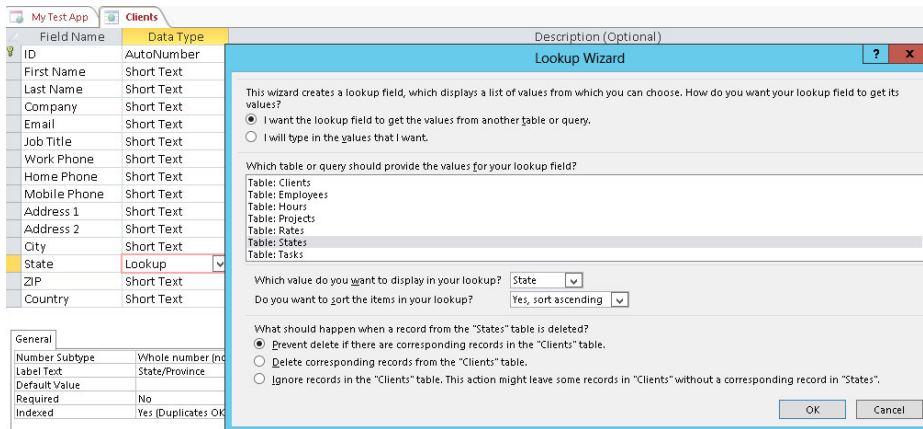 My Test App
Clients
Field Name Data Type Description (Optional)
ID AutoNumber
First Name Short Text
Last Name Short Text
Company Short Text
Email Short Text
Job Title Short Text
Work Phone Short Text
Home Phone Short Text
Mobile Phone Short Text
Address 1 Short Text
Address 2 Short Text
City Short Text
State Lookup
ZIP Short Text
Country Short Text
General
Number Subtype Whole number (no
Label Text State/Province
Default Value
Required No
Indexed Yes (Duplicates OK
Lookup Wizard
? x
This wizard creates a lookup field, which displays a list of values from which you can choose. How do you want your lookup field to get its
values?
I want the lookup field to get the values from another table or query.
I will type in the values that I want.
Which table or query should provide the values for your lookup field?
Table: Clients
Table: Employees
Table: Hours
Table: Projects
Table: Rates
Table: States
Table: Tasks
Which value do you want to display in your lookup? State
Do you want to sort the items in your lookup? Yes, sort ascending
What should happen when a record from the "States" table is deleted?
Prevent delete if there are corresponding records in the "Clients" table.
Delete corresponding records from the "Clients" table.
Ignore records in the "Clients" table. This action might leave some records in "Clients" without a corresponding record in "States".
OK Cancel